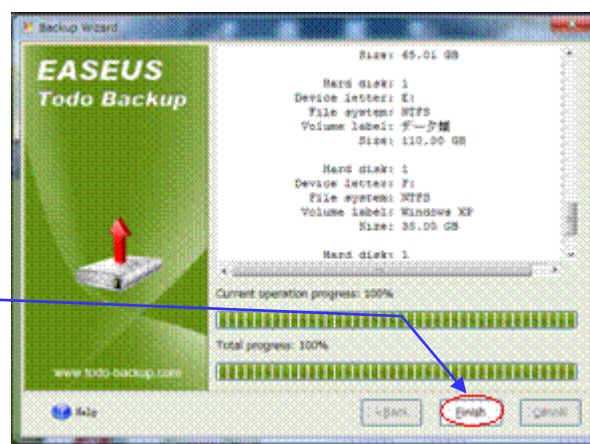 Backup Wizard
EASEUS
Todo Backup
Size: 65.01 GB
Hard disk: 1
Device letter: E:
File system: NTFS
Volume label: データ類
Size: 110.00 GB
Hard disk: 1
Device letter: F:
File system: NTFS
Volume label: Windows XP
Size: 35.00 GB
Hard disk: 1
Current operation progress: 100%
Total progress: 100%
www.todo-backup.com
Help
< Back
Finish
Cancel